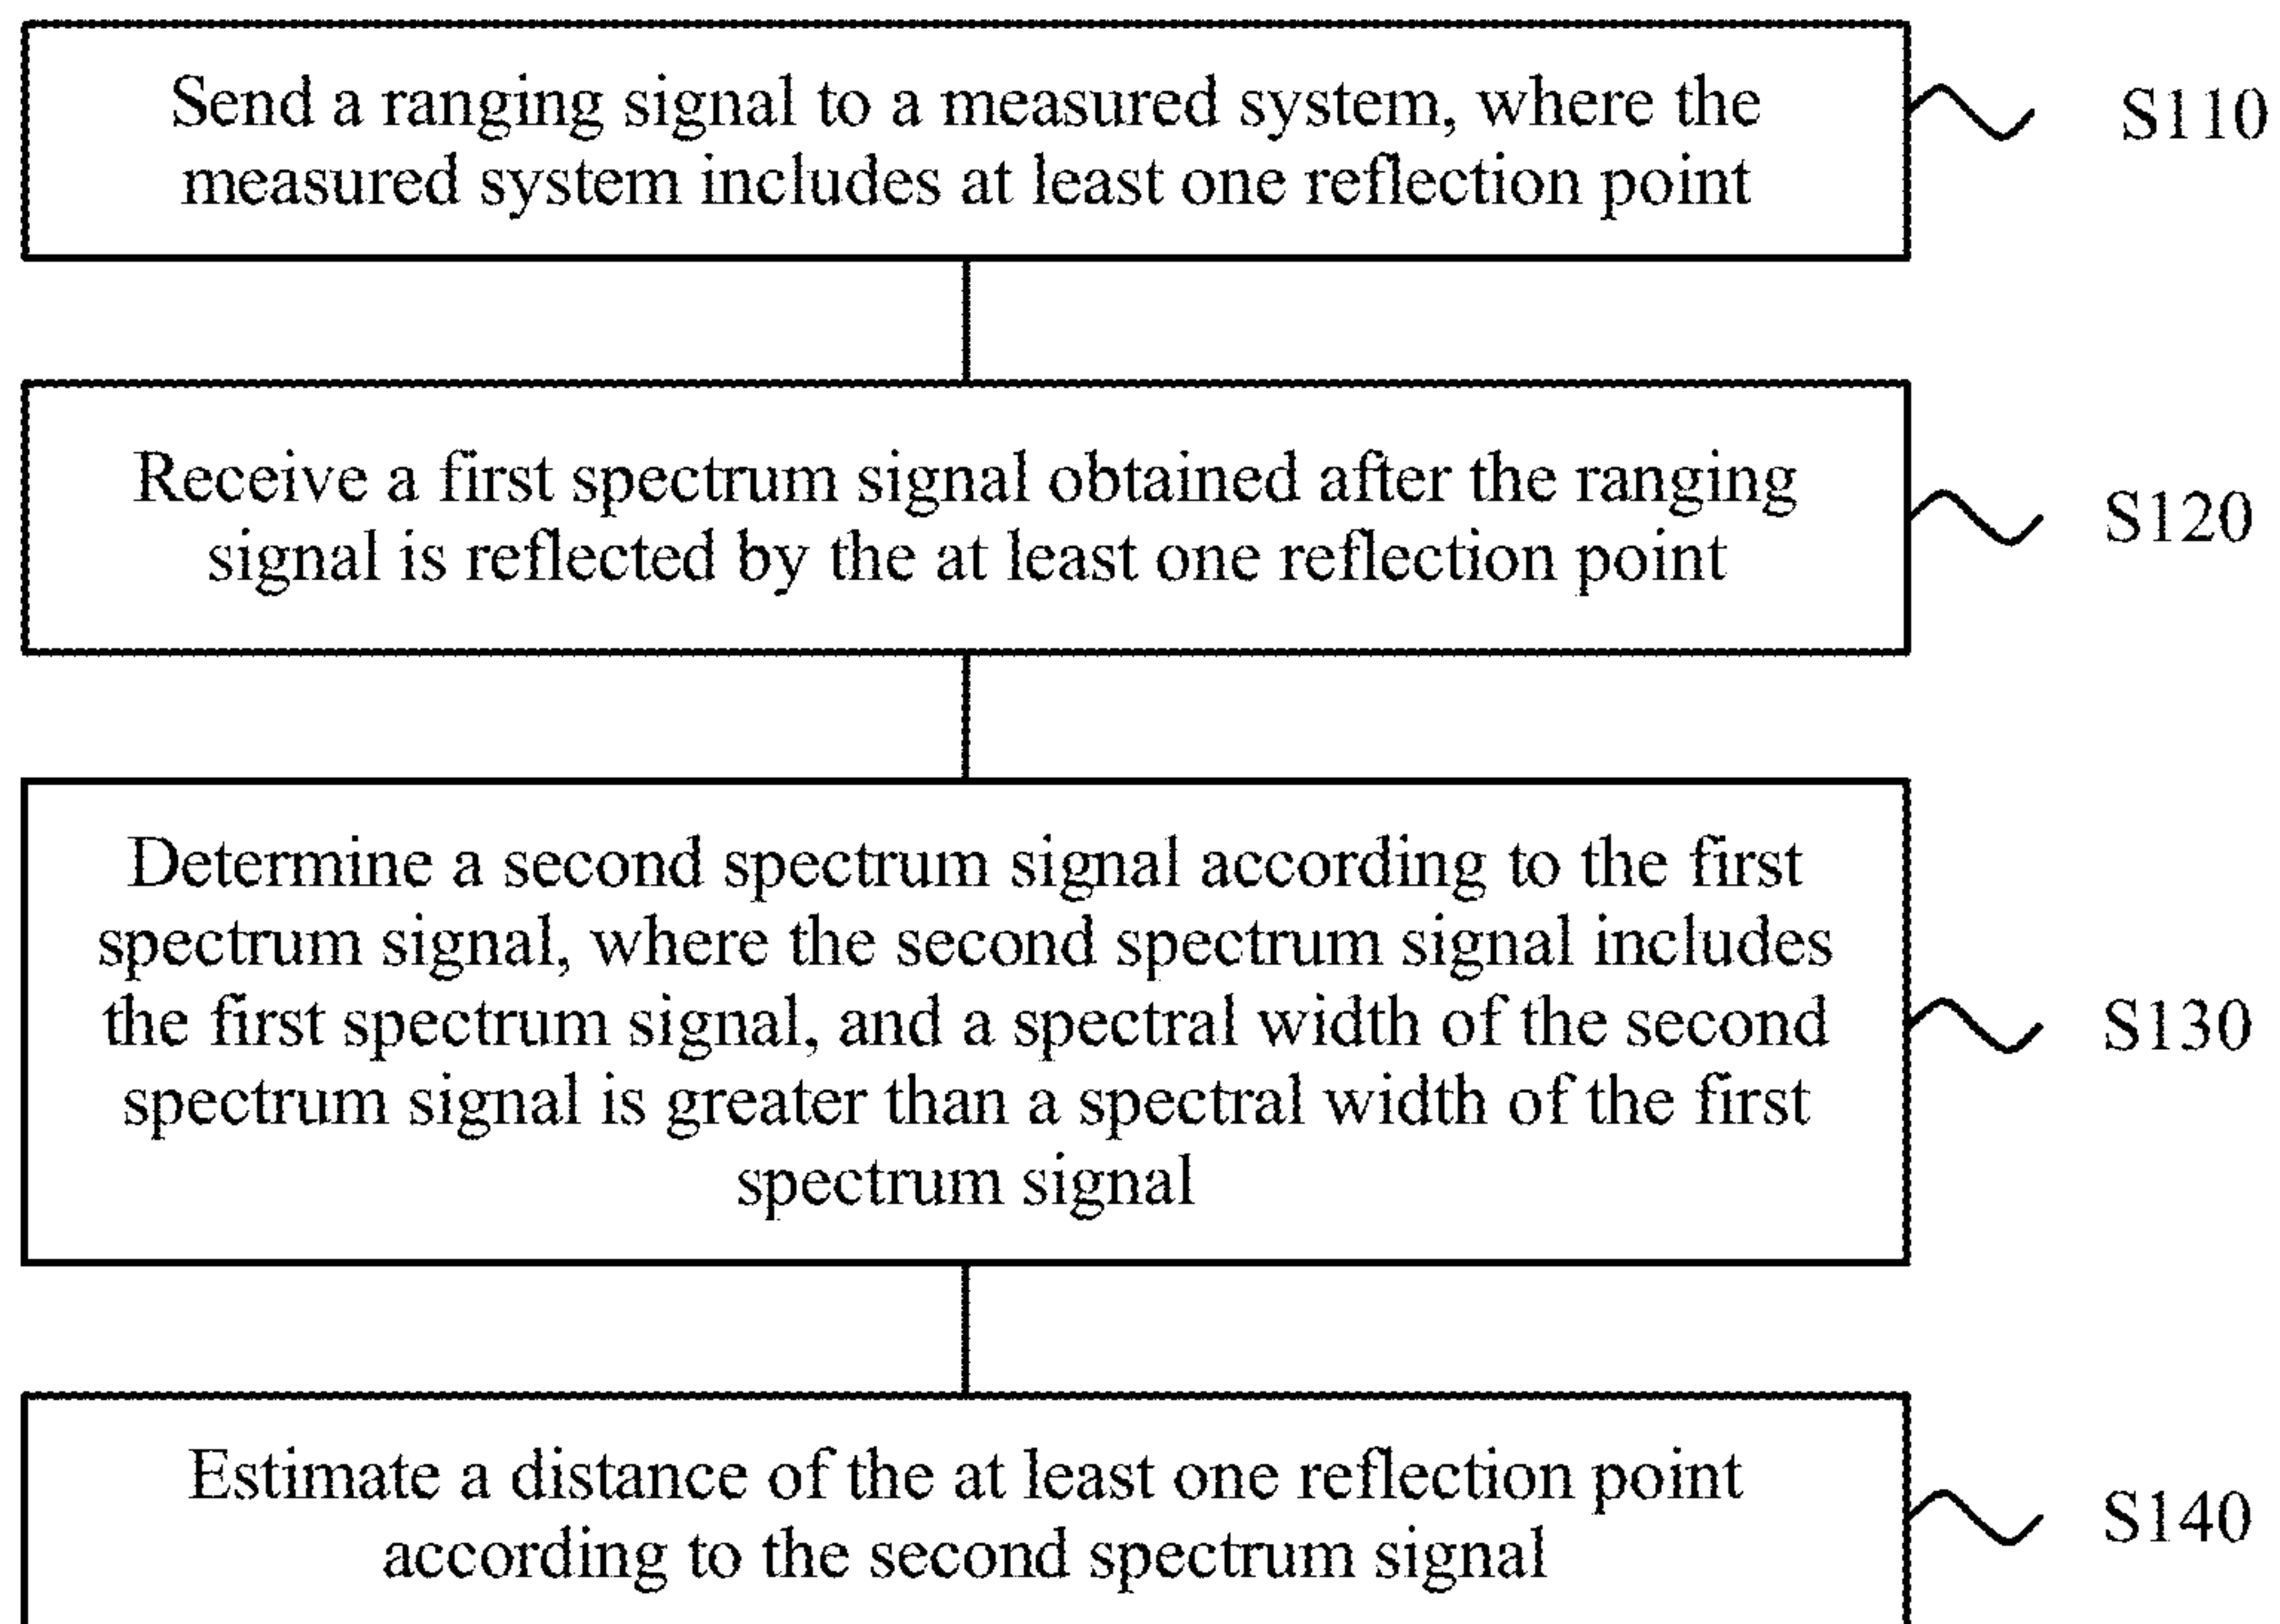 Send a ranging signal to a measured system, where the
measured system includes at least one reflection point
S110
Receive a first spectrum signal obtained after the ranging
signal is reflected by the at least one reflection point
S120
Determine a second spectrum signal according to the first
spectrum signal, where the second spectrum signal includes
the first spectrum signal, and a spectral width of the second
spectrum signal is greater than a spectral width of the first
spectrum signal
S130
Estimate a distance of the at least one reflection point
according to the second spectrum signal
S140